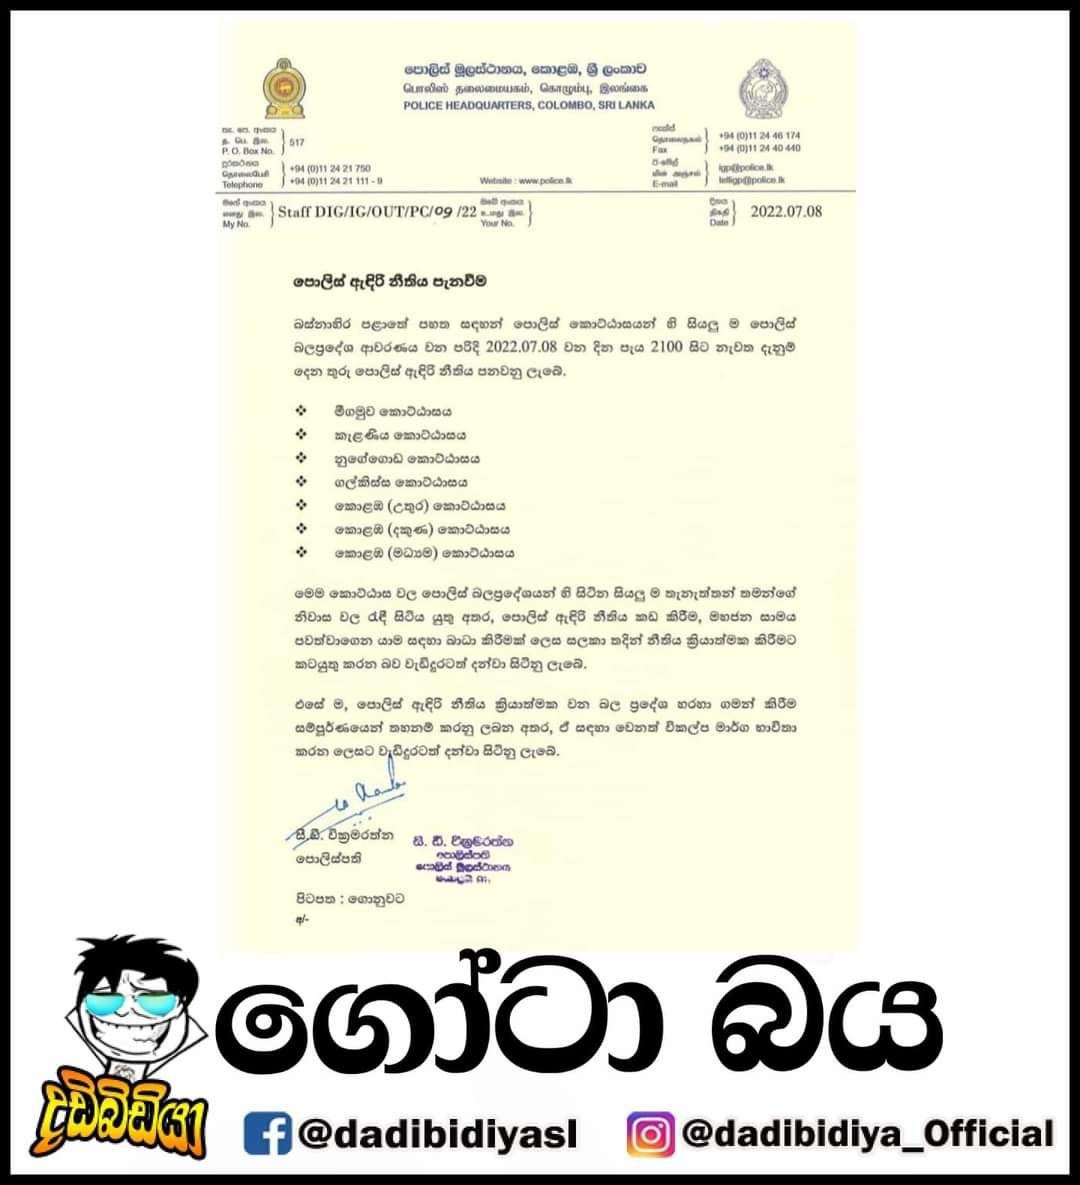 පොලිස් මූලස්ථානය, කොළඹ, ශ්‍රී ලංකාව
பொலிஸ் தலைமையகம், கொழும்பு, இலங்கை
POLICE HEADQUARTERS, COLOMBO, SRI LANKA
තැ. පෙ. අංකය
த. பெ. இல.
P. O. Box No.
517
දුරකථනය
தொலைபேசி
Telephone
+94 (0)11 24 21 750
+94 (0)11 24 21 111 - 9
Website : www.police.lk
ෆැක්ස්
தொலைநகல்
Fax
+94 (0)11 24 46 174
+94 (0)11 24 40 440
ඊ-මේල්
மின் அஞ்சல்
E-mail
igp@police.lk
telligp@police.lk
මගේ අංකය
எனது இல.
My No.
Staff DIG/IG/OUT/PC/09 /22
ඔබේ අංකය
உமது இல.
Your No.
දිනය
திகதி
Date
2022.07.08
පොලිස් ඇඳිරි නීතිය පැනවීම
බස්නාහිර පළාතේ පහත සඳහන් පොලිස් කොට්ඨාසයන් හි සියලු ම පොලිස්
බලප්‍රදේශ ආවරණය වන පරිදි 2022.07.08 වන දින පැය 2100 සිට නැවත දැනුම්
දෙන තුරු පොලිස් ඇඳිරි නීතිය පනවනු ලැබේ.
❖ මීගමුව කොට්ඨාසය
❖ කැළණිය කොට්ඨාසය
❖ නුගේගොඩ කොට්ඨාසය
❖ ගල්කිස්ස කොට්ඨාසය
❖ කොළඹ (උතුර) කොට්ඨාසය
❖ කොළඹ (දකුණ) කොට්ඨාසය
❖ කොළඹ (මධ්‍යම) කොට්ඨාසය
මෙම කොට්ඨාස වල පොලිස් බලප්‍රදේශයන් හි සිටින සියලු ම තැනැත්තන් තමන්ගේ
නිවාස වල රැඳී සිටිය යුතු අතර, පොලිස් ඇඳිරි නීතිය කඩ කිරීම, මහජන සාමය
පවත්වාගෙන යාම සඳහා බාධා කිරීමක් ලෙස සලකා තදින් නීතිය ක්‍රියාත්මක කිරීමට
කටයුතු කරන බව වැඩිදුරටත් දන්වා සිටිනු ලැබේ.
එසේ ම, පොලිස් ඇඳිරි නීතිය ක්‍රියාත්මක වන බල ප්‍රදේශ හරහා ගමන් කිරීම
සම්පූර්ණයෙන් තහනම් කරනු ලබන අතර, ඒ සඳහා වෙනත් විකල්ප මාර්ග භාවිතා
කරන ලෙසට වැඩිදුරටත් දන්වා සිටිනු ලැබේ.
සී.ඩී. වික්‍රමරත්න
පොලිස්පති
සී. ඩී. වික්‍රමරත්න
පොලිස්පති
පොලිස් මූලස්ථානය
පිටපත : ගොනුවට
අ/-
ගෝටා බය
දඩිබිඩියා
@dadibidiyasl
@dadibidiya_Official